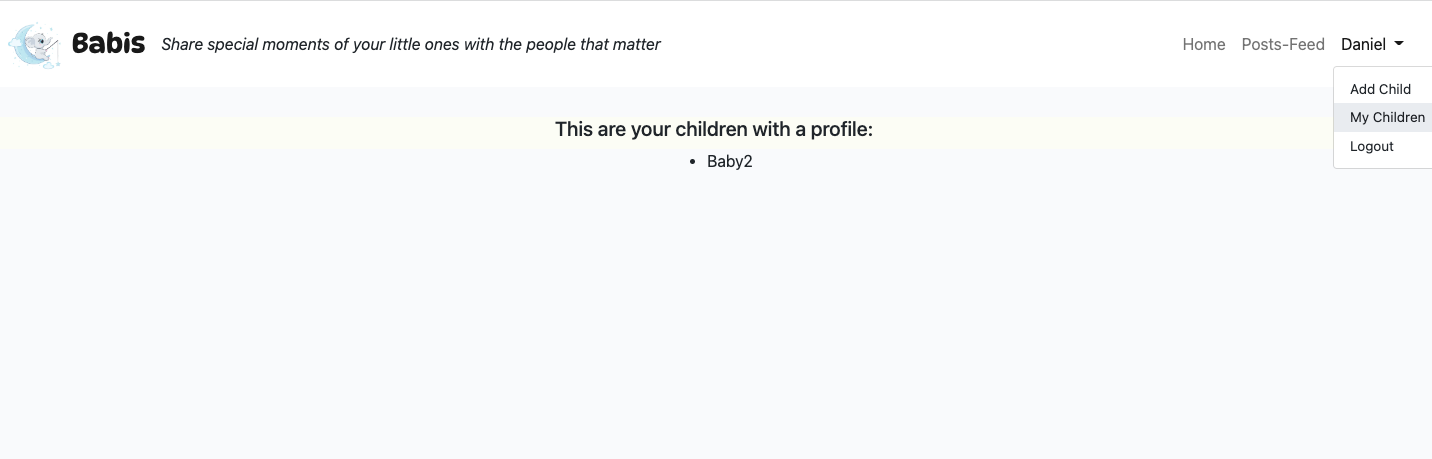 Babis Share special moments of your little ones with the people that matter Home Posts-Feed Daniel
Add Child
My Children
Logout
This are your children with a profile:
• Baby2